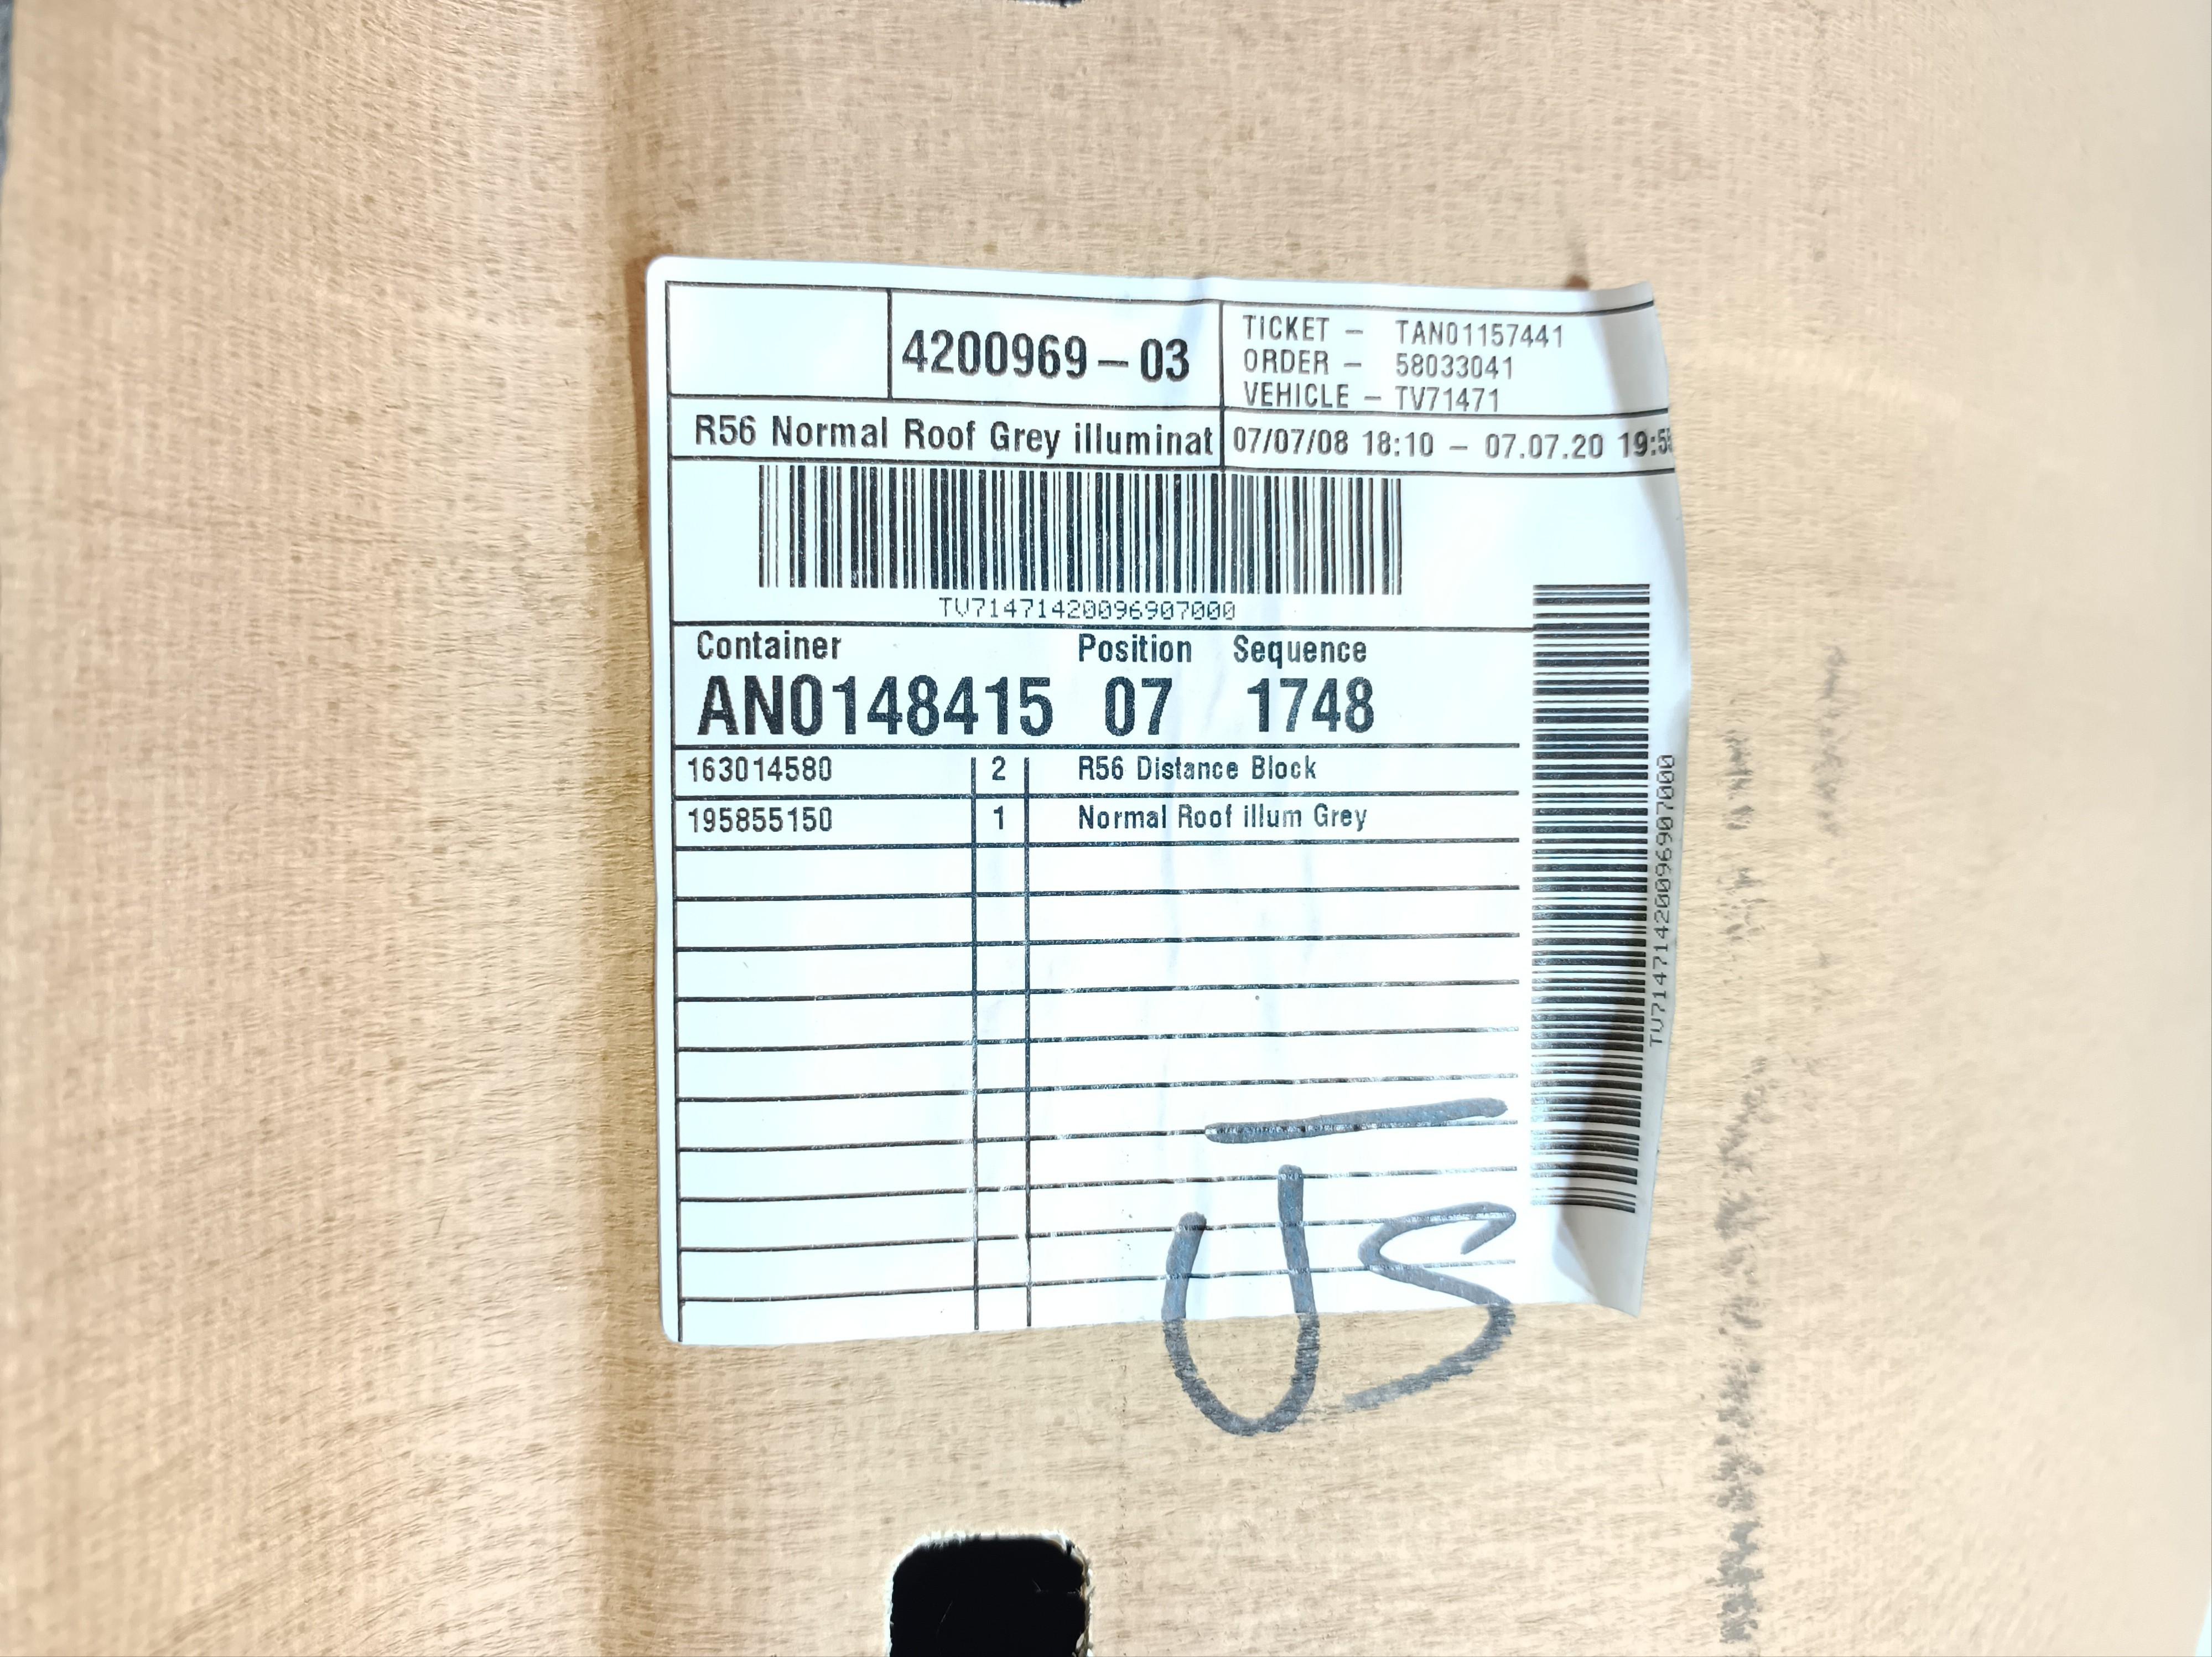 4200969 – 03
TICKET – TAN01157441
ORDER – 58033041
VEHICLE – TV71471
R56 Normal Roof Grey illuminat
07/07/08 18:10 – 07.07.20
TV71471420096907000
Container Position Sequence
AN0148415 07 1748
163014580 2 R56 Distance Block
195855150 1 Normal Roof illum Grey
TV71471420096907000
US